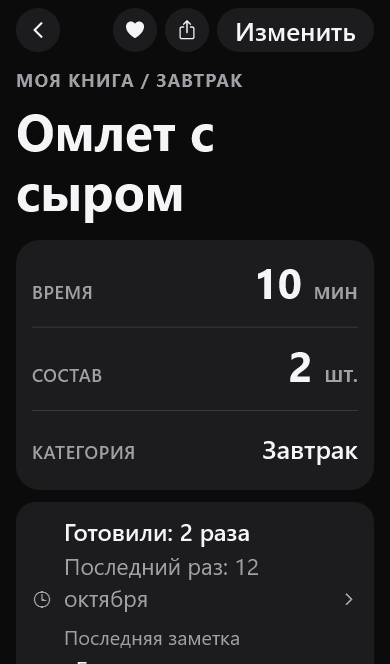 Изменить
МОЯ КНИГА / ЗАВТРАК
Омлет с
сыром
ВРЕМЯ 10 мин
СОСТАВ 2 шт.
КАТЕГОРИЯ Завтрак
Готовили: 2 раза
Последний раз: 12
октября
Последняя заметка